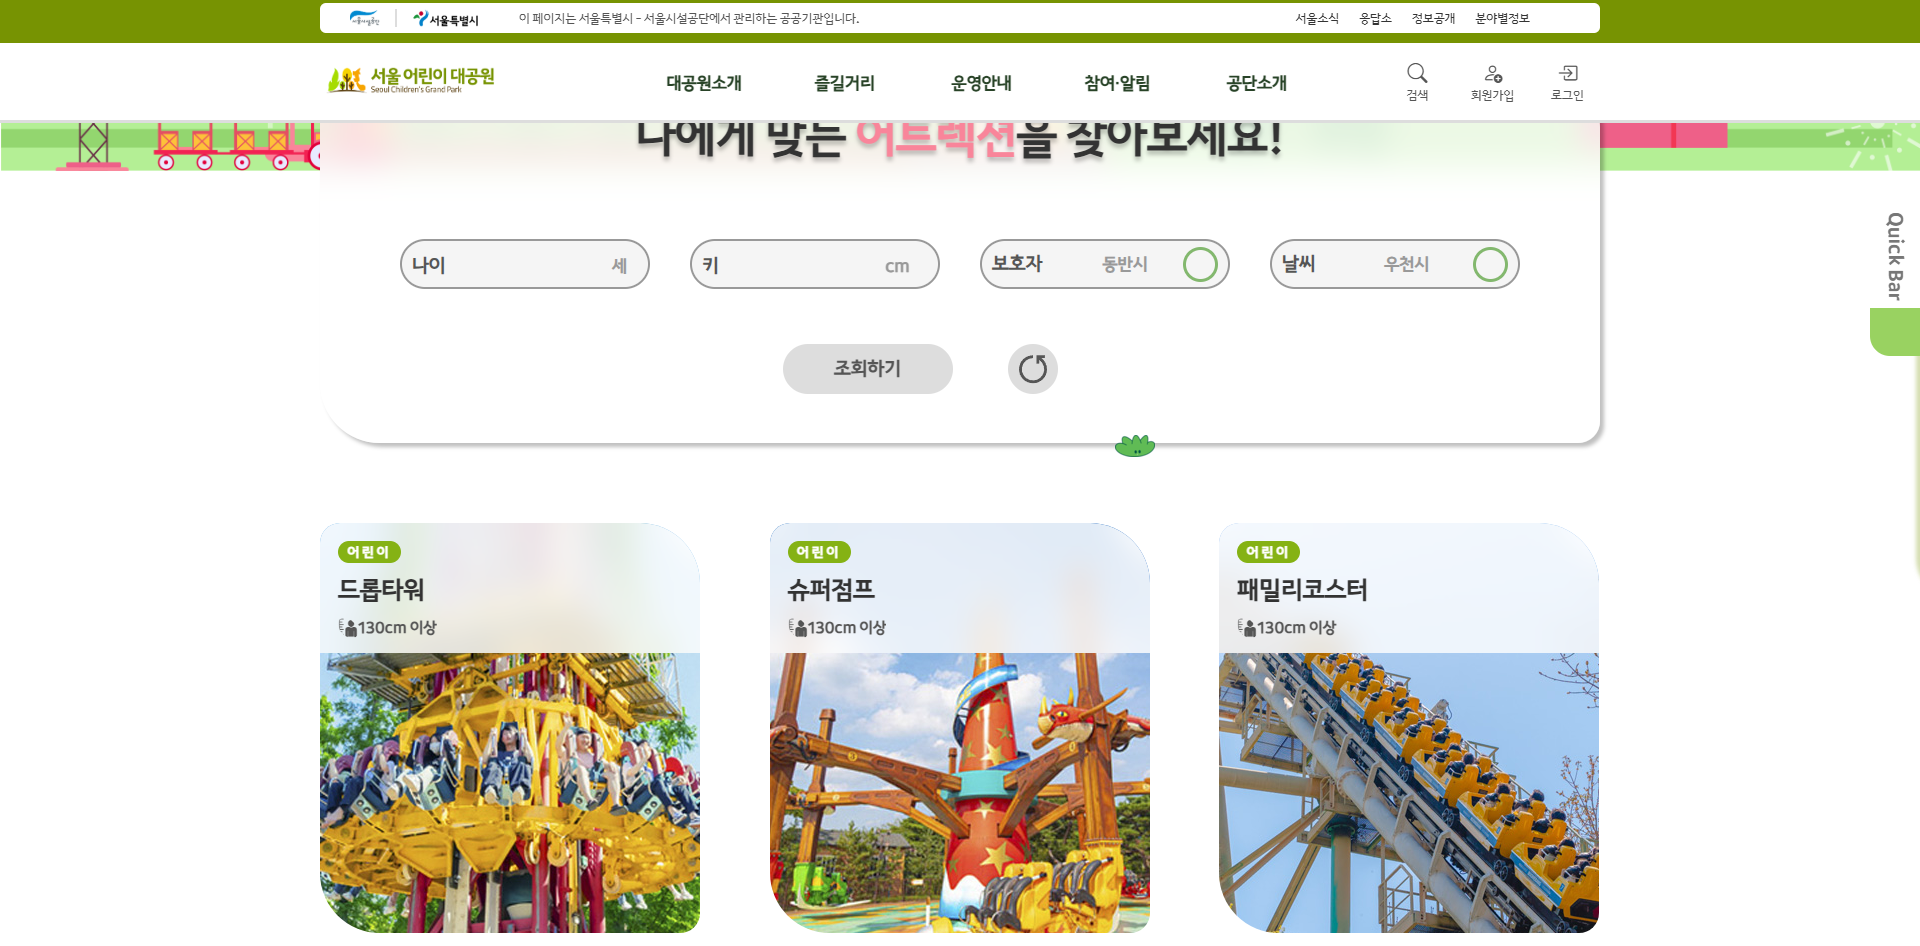 서울시설공단
서울특별시
이 페이지는 서울특별시 - 서울시설공단에서 관리하는 공공기관입니다.
서울소식 응답소 정보공개 분야별정보
서울 어린이 대공원
Seoul Children's Grand Park
대공원소개 즐길거리 운영안내 참여·알림 공단소개
검색 회원가입 로그인
나에게 맞는 어트렉션을 찾아보세요!
나이 세
키 cm
보호자 동반시
날씨 우천시
Quick Bar
조회하기
어린이
드롭타워
130cm 이상
어린이
슈퍼점프
130cm 이상
어린이
패밀리코스터
130cm 이상